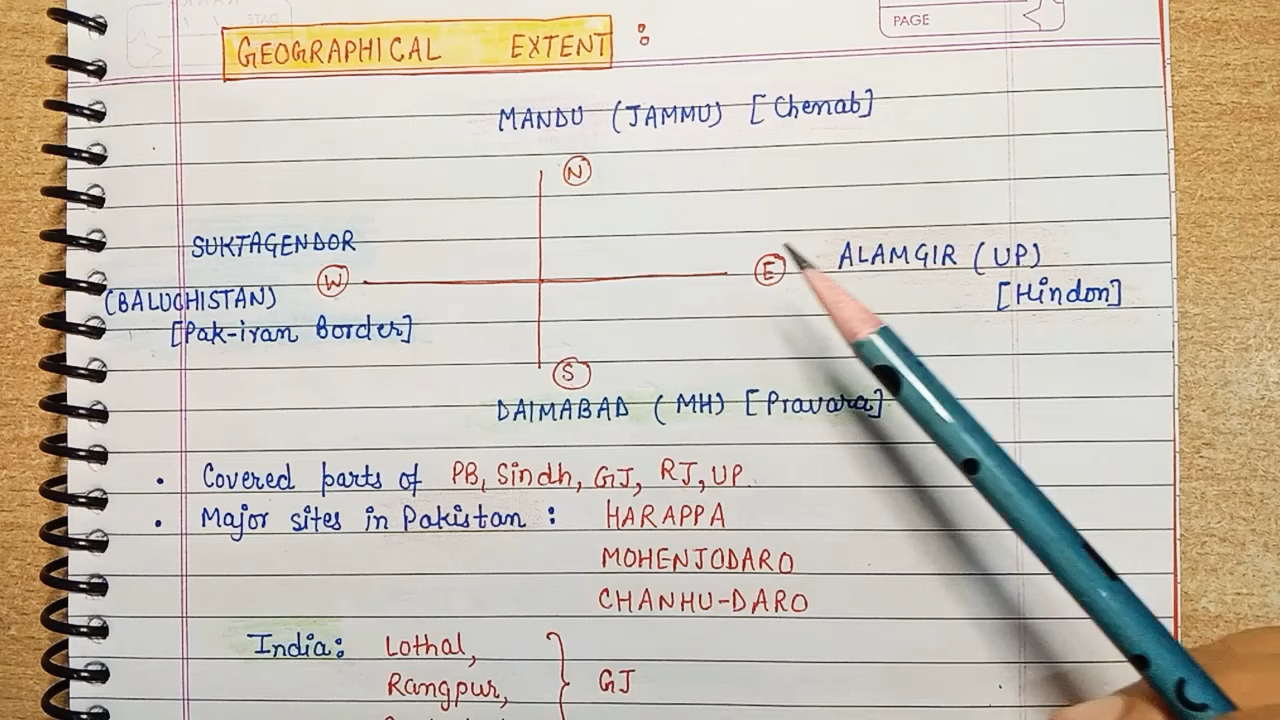 PAGE
GEOGRAPHICAL EXTENT :
MANDU (JAMMU) [Chenab]
N
SUKTAGENDOR
W
(BALUCHISTAN)
[Pak-iran Border]
E
ALAMGIR (UP)
[Hindon]
S
DAIMABAD (MH) [Pravara]
• Covered parts of PB, Sindh, GJ, RJ, UP
• Major sites in Pakistan : HARAPPA
MOHENJODARO
CHANHU-DARO
India: Lothal,
Rangpur, GJ